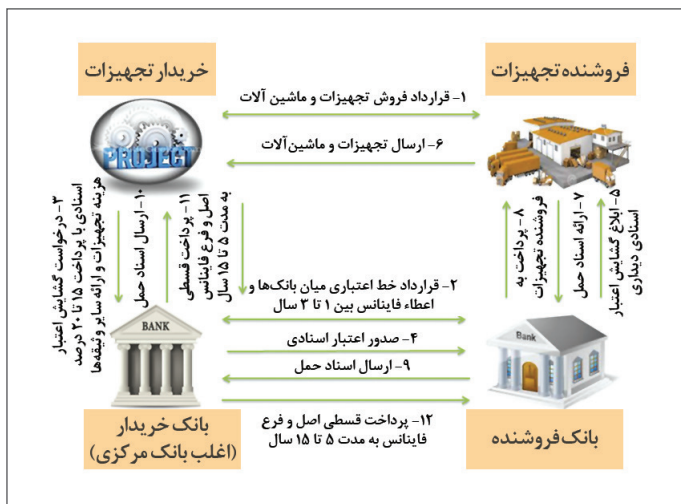 خریدار تجهیزات
فروشنده تجهیزات
۱- قرارداد فروش تجهیزات و ماشین آلات
PROJECT
۶- ارسال تجهیزات و ماشین‌آلات
۳- درخواست گشایش اعتبار
اسنادی با پرداخت ۱۵ تا ۲۰ درصد
هزینه تجهیزات و ارائه سایر وثیقه‌ها
۱۰- ارسال اسناد حمل
۱۱- پرداخت قسطی
اصل و فرع فاینانس
به مدت ۵ تا ۱۵ سال
۸- پرداخت به
فروشنده تجهیزات
۷- ارائه اسناد حمل
۵- ابلاغ گشایش اعتبار
اسنادی دیداری
۲- قرارداد خط اعتباری میان بانک‌ها و
اعطاء فاینانس بین ۱ تا ۳ سال
BANK
Bank
۴- صدور اعتبار اسنادی
۹- ارسال اسناد حمل
۱۲- پرداخت قسطی اصل و فرع
فاینانس به مدت ۵ تا ۱۵ سال
بانک خریدار
(اغلب بانک مرکزی)
بانک فروشنده